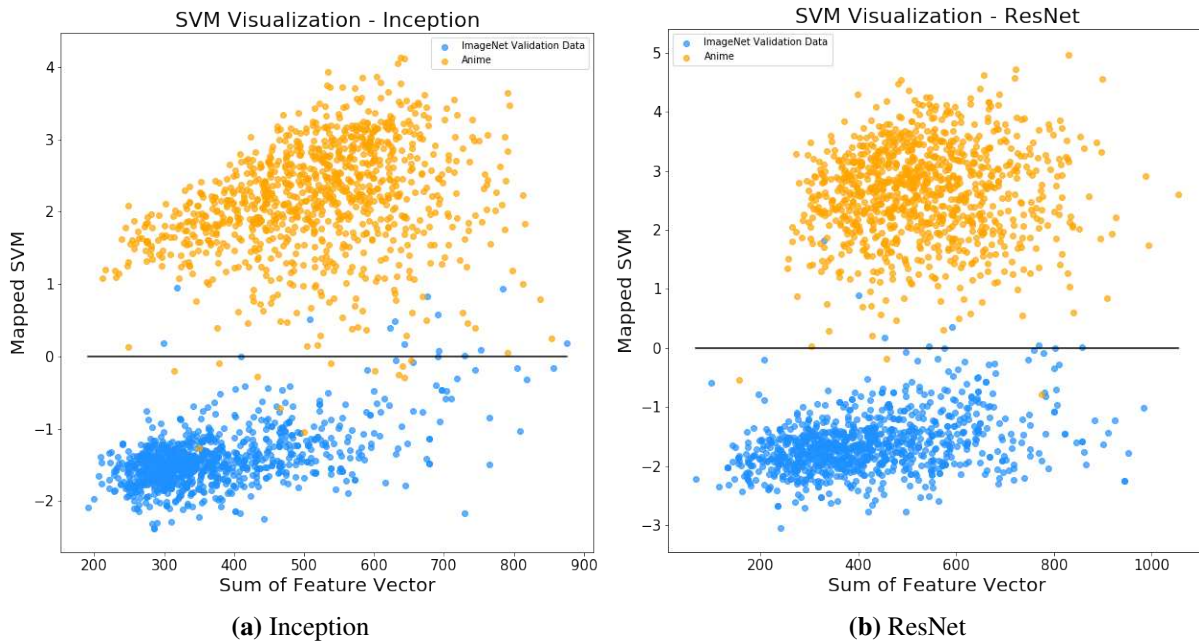 SVM Visualization - Inception
ImageNet Validation Data
Anime
4
3
2
1
0
−1
−2
Mapped SVM
200 300 400 500 600 700 800 900
Sum of Feature Vector
(a) Inception
SVM Visualization - ResNet
ImageNet Validation Data
Anime
5
4
3
2
1
0
−1
−2
−3
Mapped SVM
200 400 600 800 1000
Sum of Feature Vector
(b) ResNet